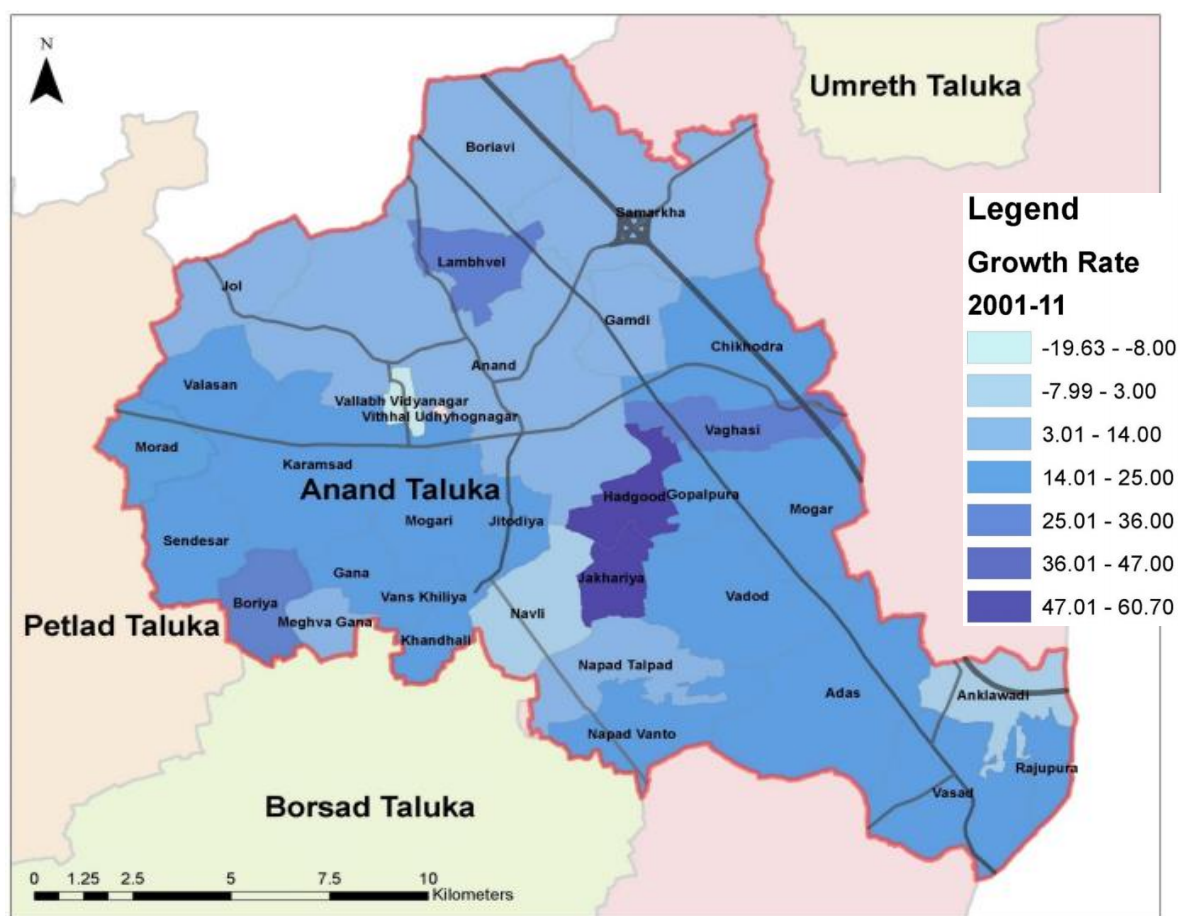 N
Umreth Taluka
Boriavi
Samarkha
Legend
Growth Rate
2001-11
-19.63 - -8.00
-7.99 - 3.00
3.01 - 14.00
14.01 - 25.00
25.01 - 36.00
36.01 - 47.00
47.01 - 60.70
Lambhvel
Jol
Gamdi
Chikhodra
Anand
Valasan
Vallabh Vidyanagar
Vithhal Udhyhognagar
Vaghasi
Morad
Karamsad
Anand Taluka
Hadgood
Gopalpura
Mogar
Mogari
Jitodiya
Sendesar
Gana
Jakhariya
Boriya
Vans Khiliya
Vadod
Navli
Meghva Gana
Petlad Taluka
Khandhali
Napad Talpad
Adas
Anklawadi
Napad Vanto
Rajupura
Vasad
Borsad Taluka
0 1.25 2.5 5 7.5 10
Kilometers